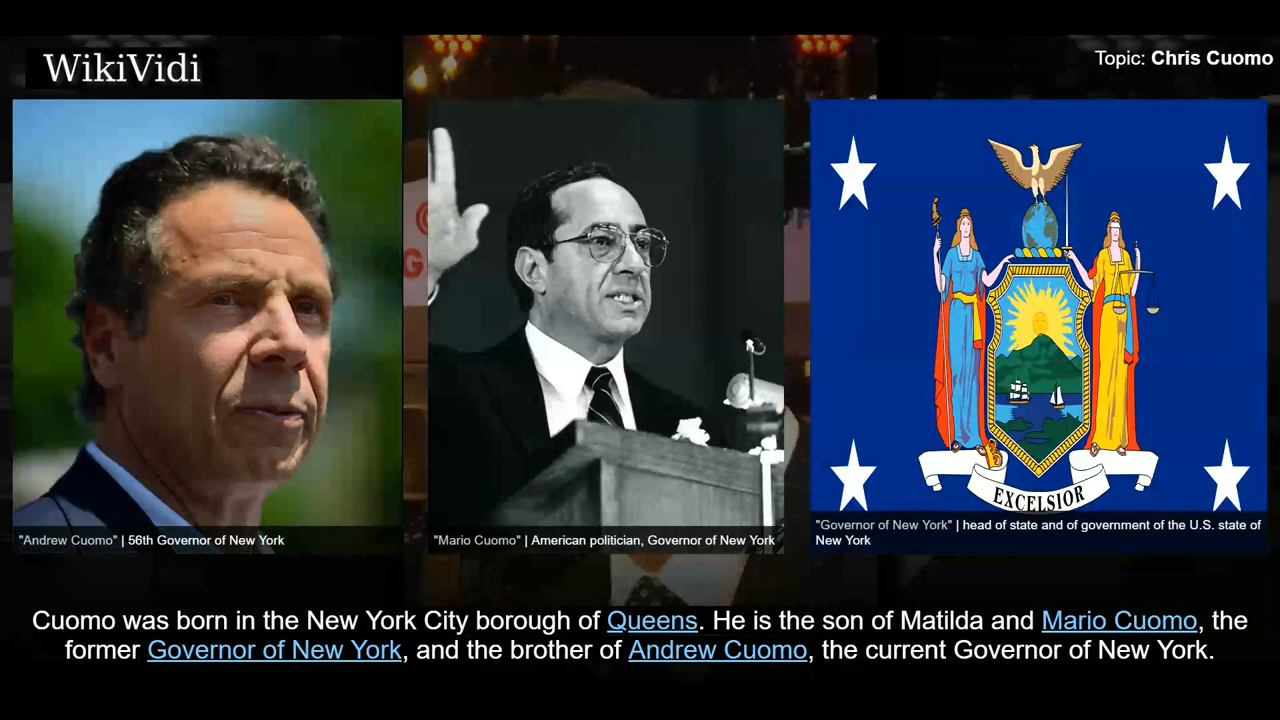 WikiVidi
Topic: Chris Cuomo
EXCELSIOR
"Andrew Cuomo" | 56th Governor of New York
"Mario Cuomo" | American politician, Governor of New York
"Governor of New York" | head of state and of government of the U.S. state of
New York
Cuomo was born in the New York City borough of Queens. He is the son of Matilda and Mario Cuomo, the
former Governor of New York, and the brother of Andrew Cuomo, the current Governor of New York.